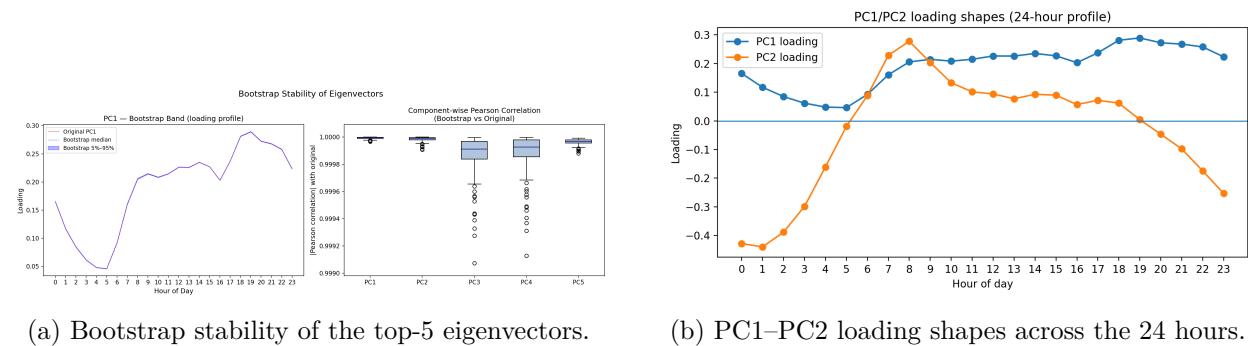 Bootstrap Stability of Eigenvectors
PC1 — Bootstrap Band (loading profile)
Original PC1
Bootstrap median
Bootstrap 5%-95%
Loading
0.30
0.25
0.20
0.15
0.10
0.05
0 1 2 3 4 5 6 7 8 9 10 11 12 13 14 15 16 17 18 19 20 21 22 23
Hour of Day
Component-wise Pearson Correlation
(Bootstrap vs Original)
|Pearson correlation| with original
1.0000
0.9998
0.9996
0.9994
0.9992
0.9990
PC1 PC2 PC3 PC4 PC5
(a) Bootstrap stability of the top-5 eigenvectors.
PC1/PC2 loading shapes (24-hour profile)
PC1 loading
PC2 loading
Loading
0.3
0.2
0.1
0.0
−0.1
−0.2
−0.3
−0.4
0 1 2 3 4 5 6 7 8 9 10 11 12 13 14 15 16 17 18 19 20 21 22 23
Hour of day
(b) PC1–PC2 loading shapes across the 24 hours.